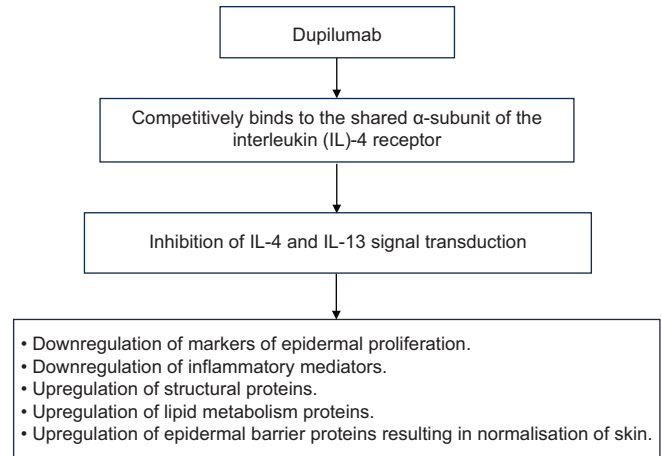 Dupilumab
Competitively binds to the shared α-subunit of the
interleukin (IL)-4 receptor
Inhibition of IL-4 and IL-13 signal transduction
• Downregulation of markers of epidermal proliferation.
• Downregulation of inflammatory mediators.
• Upregulation of structural proteins.
• Upregulation of lipid metabolism proteins.
• Upregulation of epidermal barrier proteins resulting in normalisation of skin.